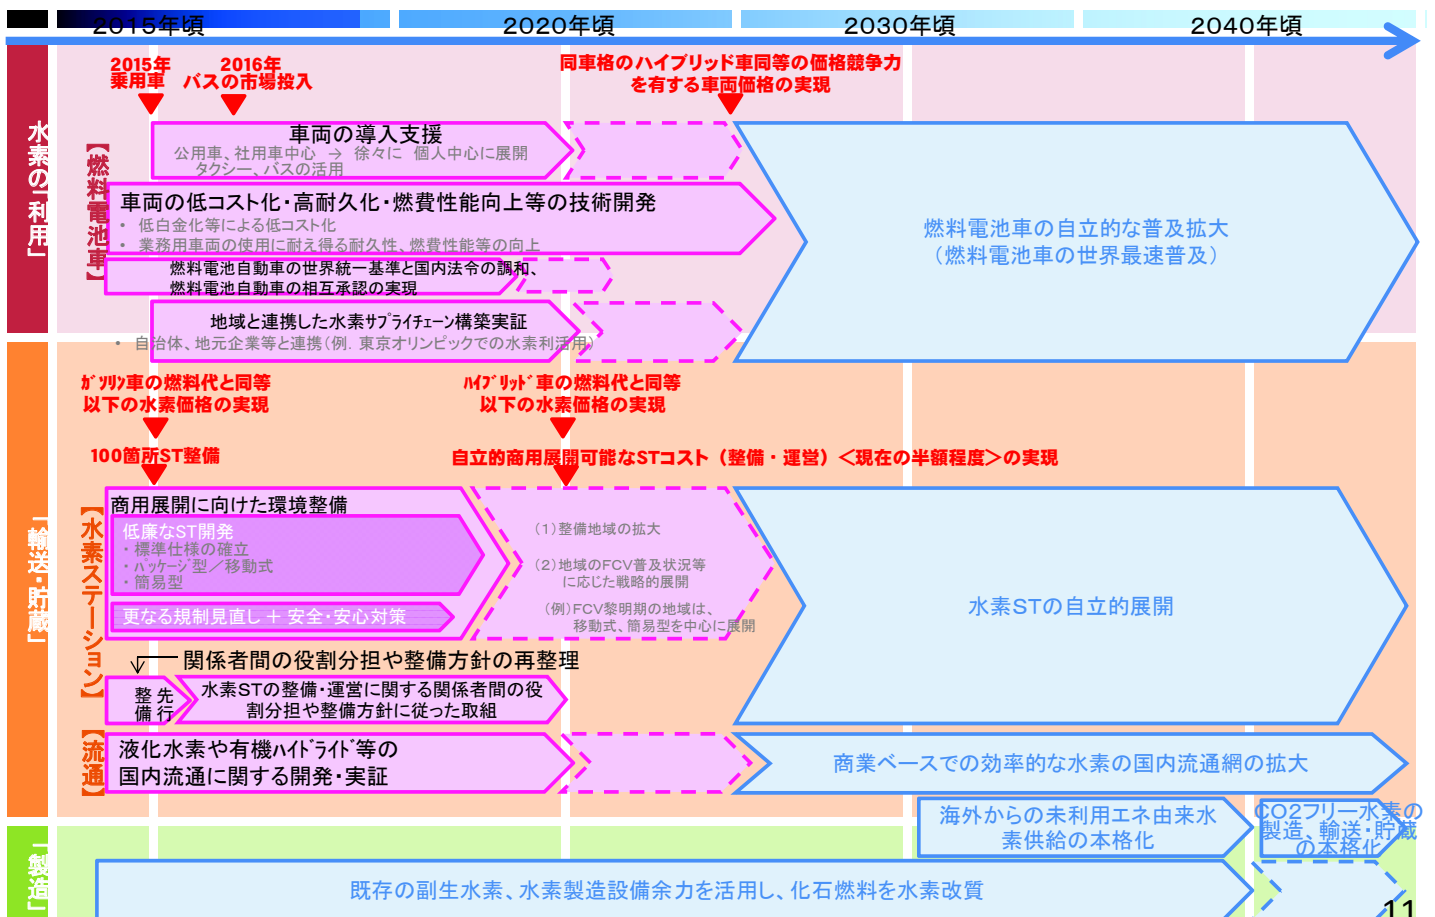 2015年頃
2020年頃
2030年頃
2040年頃
「水素の利用」
【燃料電池車】
2015年
乗用車
2016年
バスの市場投入
同車格のハイブリッド車同等の価格競争力
を有する車両価格の実現
車両の導入支援
公用車、社用車中心 → 徐々に 個人中心に展開
タクシー、バスの活用
車両の低コスト化・高耐久化・燃費性能向上等の技術開発
• 低白金化等による低コスト化
• 業務用車両の使用に耐え得る耐久性、燃費性能等の向上
燃料電池自動車の世界統一基準と国内法令の調和、
燃料電池自動車の相互承認の実現
地域と連携した水素サプライチェーン構築実証
• 自治体、地元企業等と連携(例．東京オリンピックでの水素利活用)
燃料電池車の自立的な普及拡大
(燃料電池車の世界最速普及)
「輸送・貯蔵」
ガソリン車の燃料代と同等
以下の水素価格の実現
ハイブリッド車の燃料代と同等
以下の水素価格の実現
100箇所ST整備
自立的商用展開可能なSTコスト（整備・運営）＜現在の半額程度＞の実現
【水素ステーション】
商用展開に向けた環境整備
低廉なST開発
・標準仕様の確立
・パッケージ型／移動式
・簡易型
更なる規制見直し ＋ 安全・安心対策
(1)整備地域の拡大
(2)地域のFCV普及状況等
に応じた戦略的展開
(例)FCV黎明期の地域は、
移動式、簡易型を中心に展開
水素STの自立的展開
関係者間の役割分担や整備方針の再整理
先行
整備
水素STの整備・運営に関する関係者間の役
割分担や整備方針に従った取組
【流通】
液化水素や有機ハイドライド等の
国内流通に関する開発・実証
商業ベースでの効率的な水素の国内流通網の拡大
海外からの未利用エネ由来水
素供給の本格化
CO2フリー水素の
製造、輸送・貯蔵
の本格化
「製造」
既存の副生水素、水素製造設備余力を活用し、化石燃料を水素改質
11